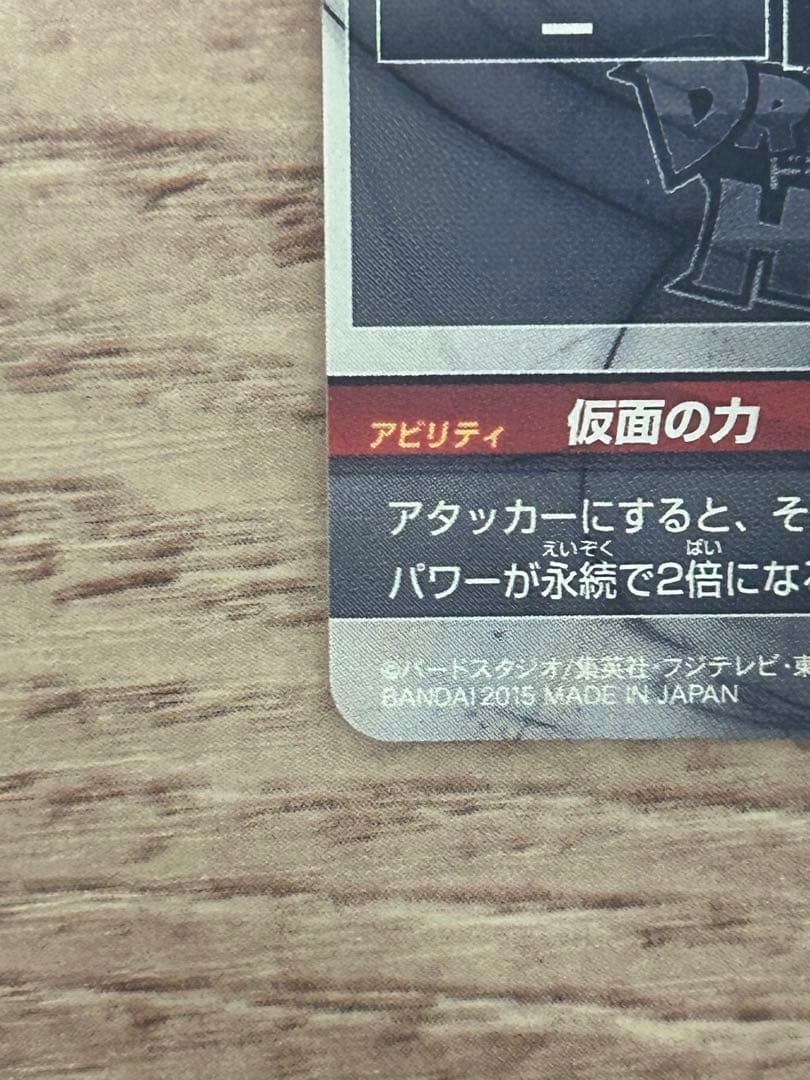 アビリティ 仮面の力
アタッカーにすると、そ
えいぞく ばい
パワーが永続で2倍になる
©バードスタジオ/集英社・フジテレビ・東
BANDAI 2015 MADE IN JAPAN